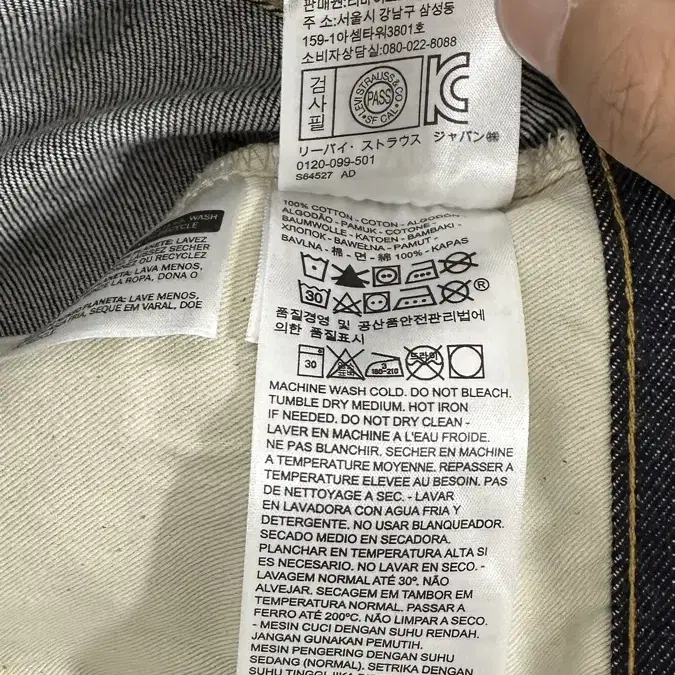 주 소:서울시 강남구 삼성동
159-1아셈타워3801호
소비자상담실:080-022-8088
검사필
LEVI STRAUSS & CO
PASS
SF CAL
リーバイ・ストラウス ジャパン㈱
0120-099-501
S64527 AD
WASH
PLANETE: LAVEZ
SECHER
OU RECYCLEZ
PLANETA: LAVA MENOS,
LA ROPA, DONA O
PLANETA: LAVE MENOS,
SEQUE EM VARAL, DOE
100% COTTON - COTON - ALGODON -
ALGODÃO - PAMUK - COTONE -
BAUMWOLLE - KATOEN - BAMBAKI -
ХЛОПОК - BAWEŁNA - PAMUT -
BAVLNA - 棉 - 면 - 綿 100% - KAPAS
30
®
품질경영 및 공산품안전관리법에
의한 품질 표시
30
3
180-210
드라이
MACHINE WASH COLD. DO NOT BLEACH.
TUMBLE DRY MEDIUM. HOT IRON
IF NEEDED. DO NOT DRY CLEAN -
LAVER EN MACHINE A L'EAU FROIDE.
NE PAS BLANCHIR. SECHER EN MACHINE
A TEMPERATURE MOYENNE. REPASSER A
TEMPERATURE ELEVEE AU BESOIN. PAS
DE NETTOYAGE A SEC. - LAVAR
EN LAVADORA CON AGUA FRIA Y
DETERGENTE. NO USAR BLANQUEADOR.
SECADO MEDIO EN SECADORA.
PLANCHAR EN TEMPERATURA ALTA SI
ES NECESARIO. NO LAVAR EN SECO. -
LAVAGEM NORMAL ATÉ 30º. NÃO
ALVEJAR. SECAGEM EM TAMBOR EM
TEMPERATURA NORMAL. PASSAR A
FERRO ATÉ 200ºC. NÃO LIMPAR A SECO.
- MESIN CUCI DENGAN SUHU RENDAH.
JANGAN GUNAKAN PEMUTIH.
MESIN PENGERING DENGAN SUHU
SEDANG (NORMAL). SETRIKA DENGAN